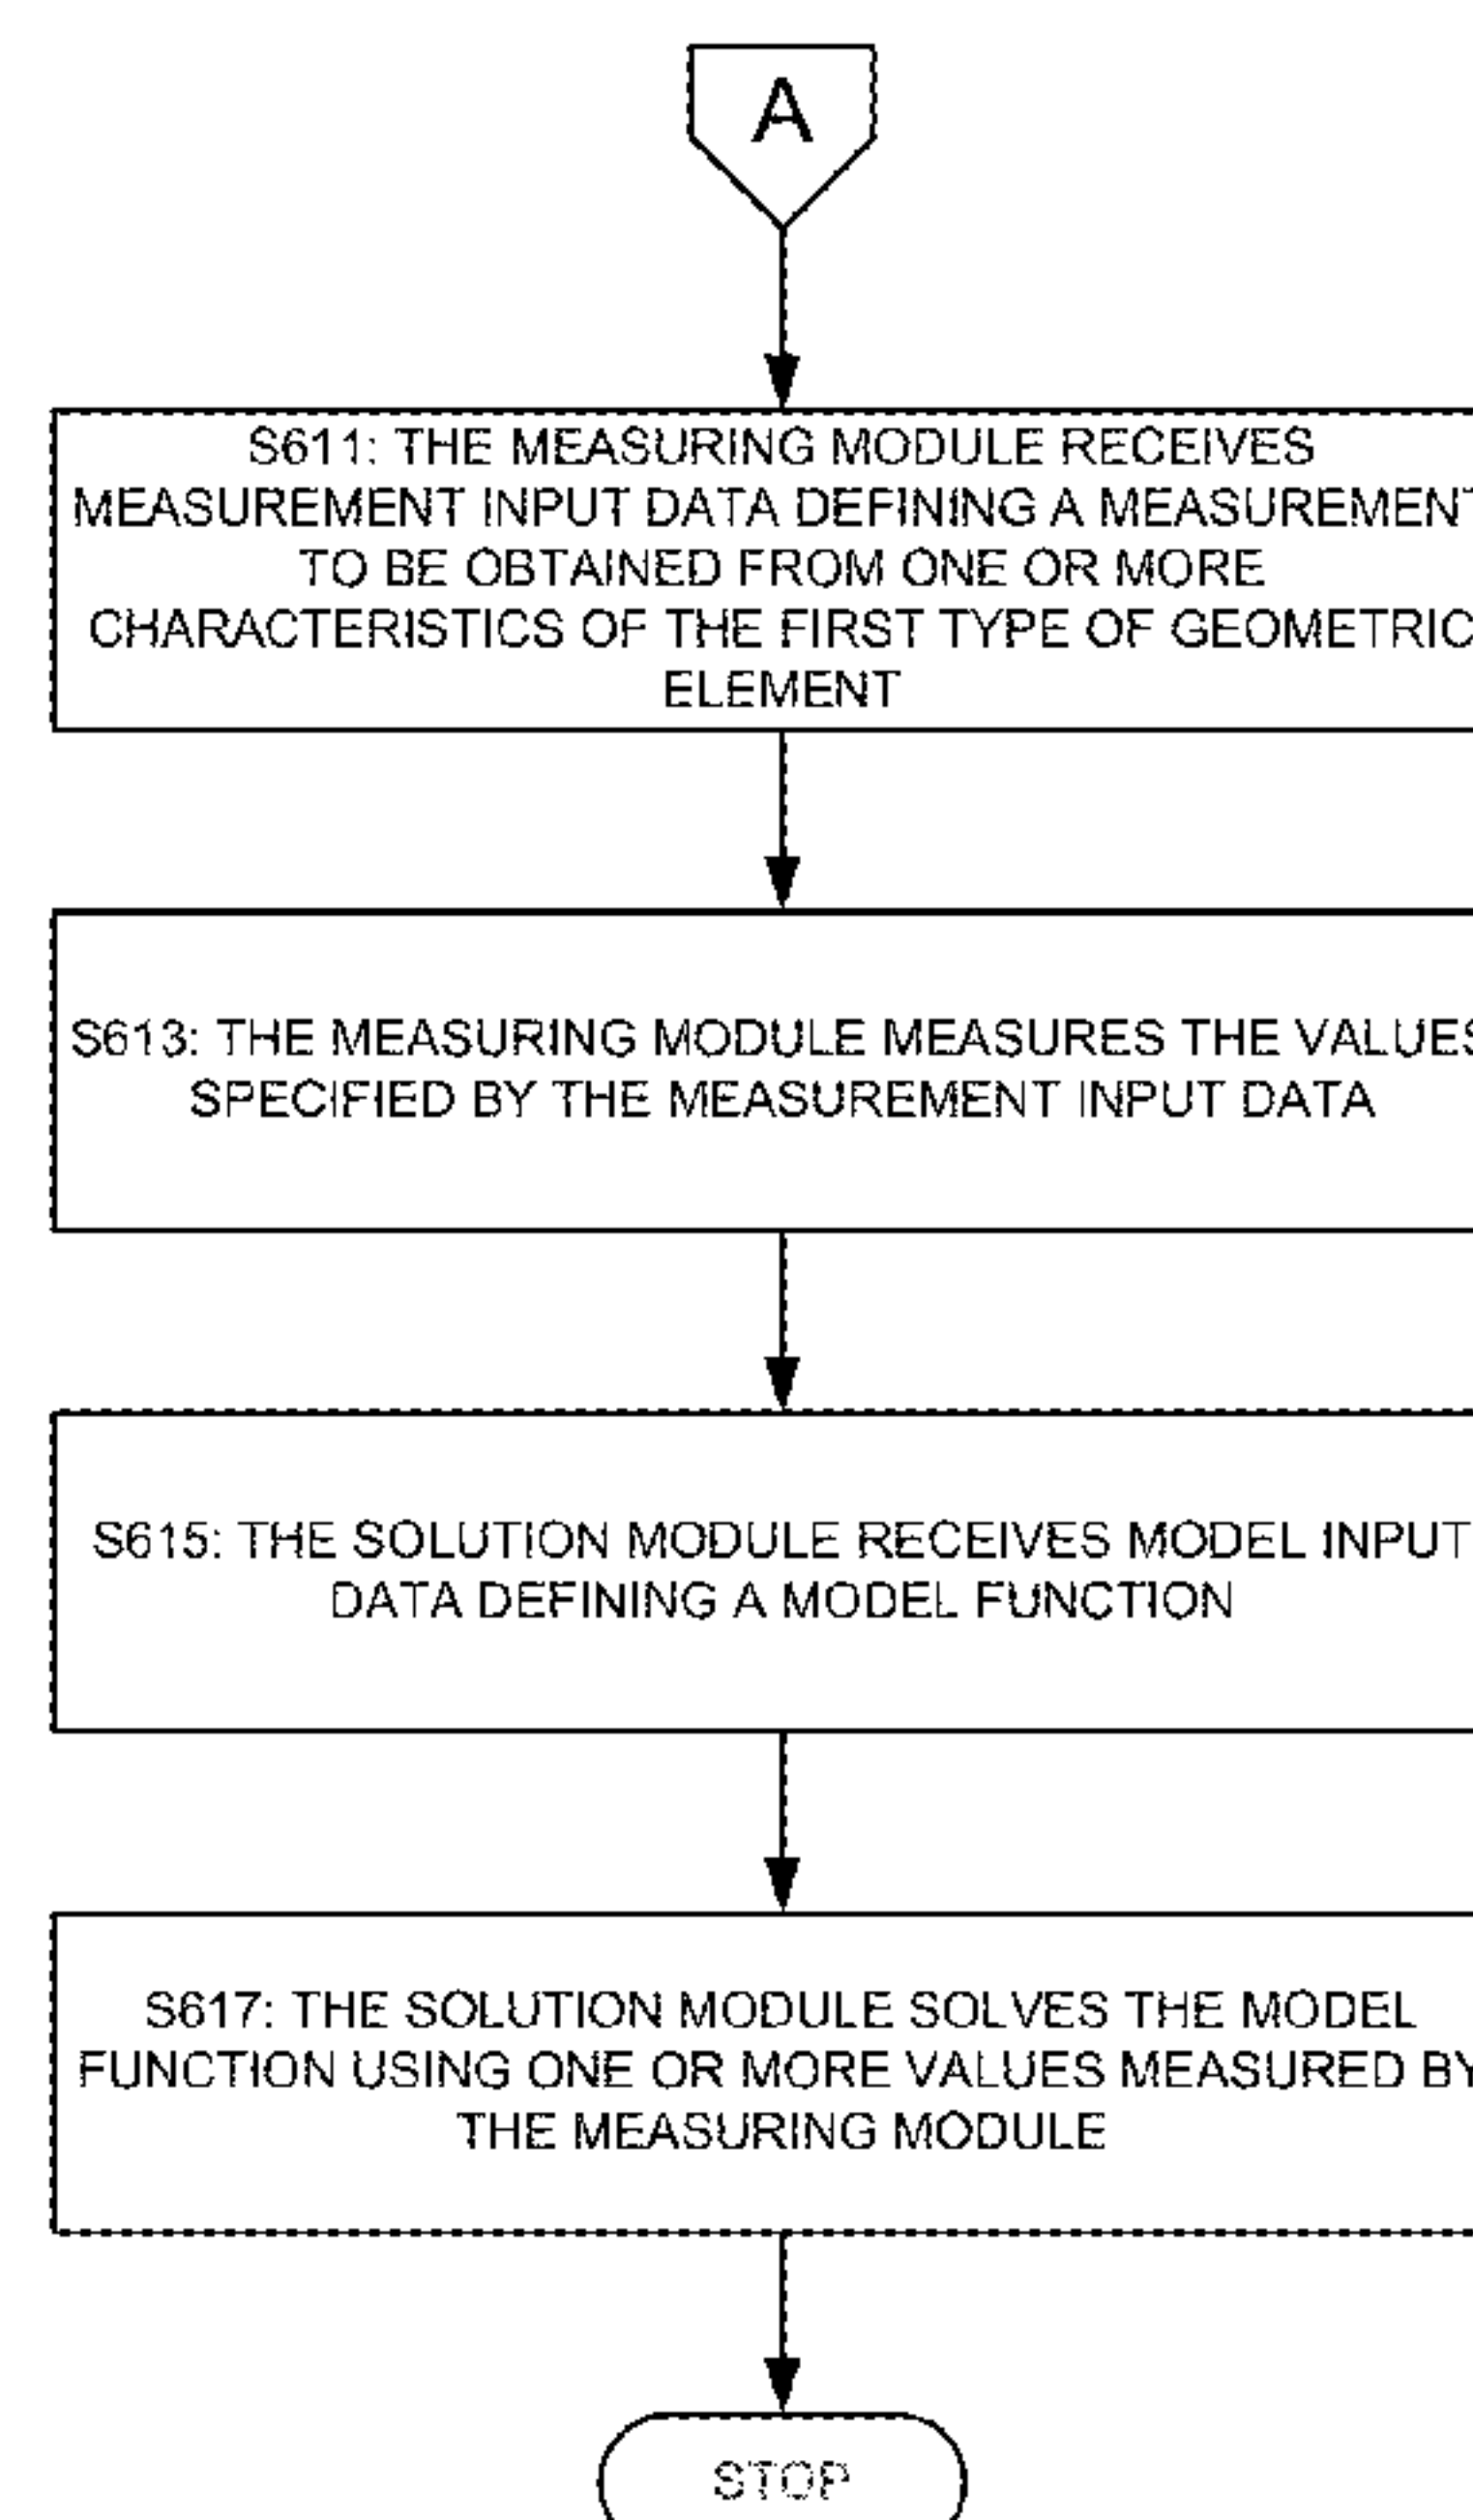 A
S611: THE MEASURING MODULE RECEIVES
MEASUREMENT INPUT DATA DEFINING A MEASUREMENT
TO BE OBTAINED FROM ONE OR MORE
CHARACTERISTICS OF THE FIRST TYPE OF GEOMETRIC
ELEMENT
S613: THE MEASURING MODULE MEASURES THE VALUES
SPECIFIED BY THE MEASUREMENT INPUT DATA
S615: THE SOLUTION MODULE RECEIVES MODEL INPUT
DATA DEFINING A MODEL FUNCTION
S617: THE SOLUTION MODULE SOLVES THE MODEL
FUNCTION USING ONE OR MORE VALUES MEASURED BY
THE MEASURING MODULE
STOP